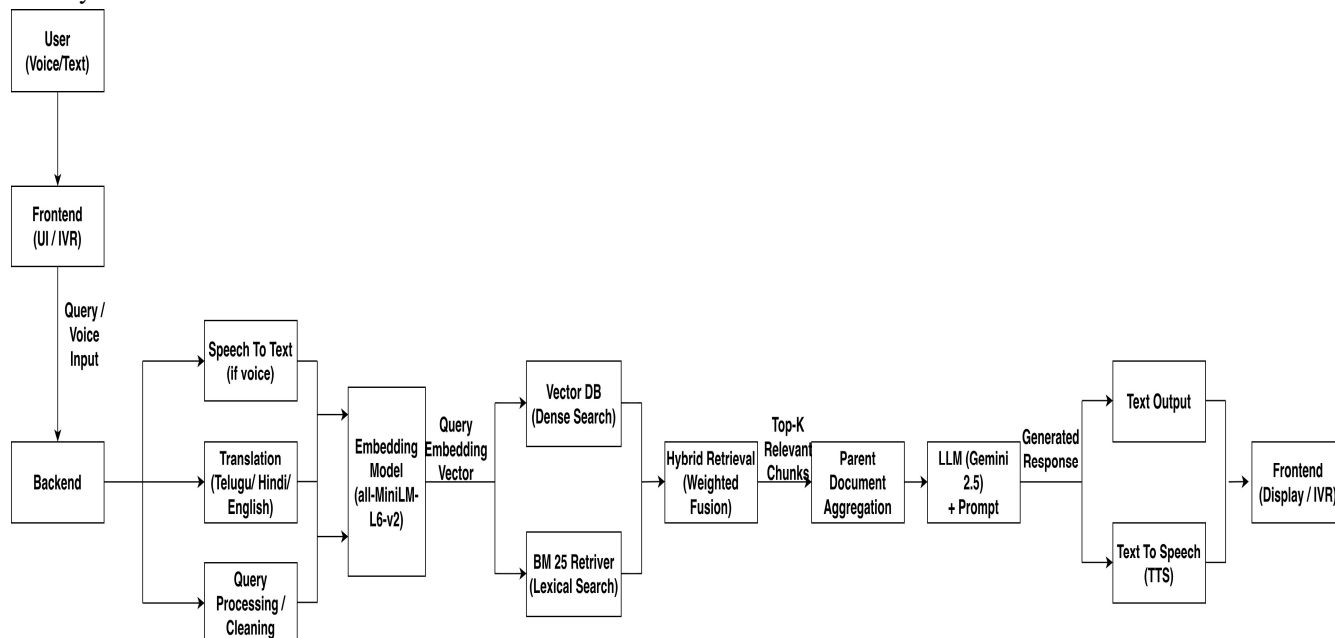 User
(Voice/Text)
Frontend
(UI / IVR)
Query /
Voice
Input
Backend
Speech To Text
(if voice)
Translation
(Telugu/ Hindi/
English)
Query
Processing /
Cleaning
Embedding
Model
(all-MiniLM-
L6-v2)
Query
Embedding
Vector
Vector DB
(Dense Search)
BM 25 Retriver
(Lexical Search)
Hybrid Retrieval
(Weighted
Fusion)
Top-K
Relevant
Chunks
Parent
Document
Aggregation
LLM (Gemini
2.5)
+ Prompt
Generated
Response
Text Output
Text To Speech
(TTS)
Frontend
(Display / IVR)